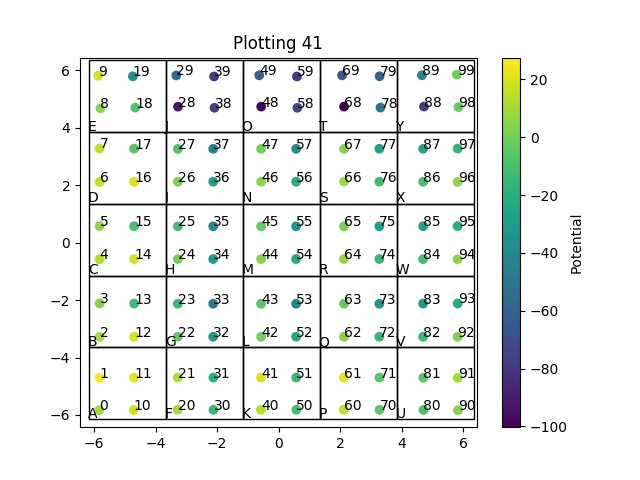 Plotting 41
9 19 29 39 49 59 69 79 89 99
8 18 28 38 48 58 68 78 88 98
E J O T Y
7 17 27 37 47 57 67 77 87 97
6 16 26 36 46 56 66 76 86 96
D I N S X
5 15 25 35 45 55 65 75 85 95
4 14 24 34 44 54 64 74 84 94
C H M R W
3 13 23 33 43 53 63 73 83 93
2 12 22 32 42 52 62 72 82 92
B G L Q V
1 11 21 31 41 51 61 71 81 91
0 10 20 30 40 50 60 70 80 90
A F K P U
6
4
2
0
−2
−4
−6
−6 −4 −2 0 2 4 6
20
0
−20
−40
−60
−80
−100
Potential